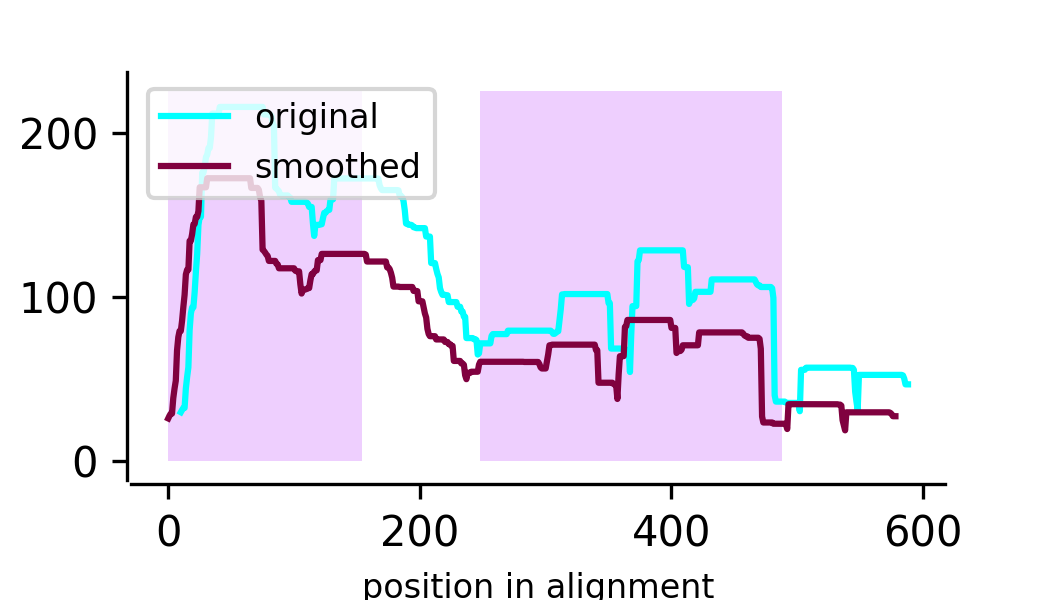 original
smoothed
200
100
0
0 200 400 600
position in alignment